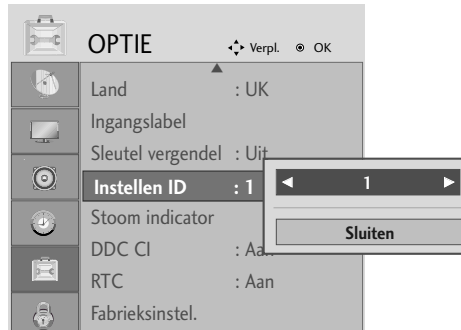 OPTIE Verpl. OK
Land : UK
Ingangslabel
Sleutel vergendel : Uit
Instellen ID : 1
1
Stoom indicator
Sluiten
DDC CI : Aan
RTC : Aan
Fabrieksinstel.